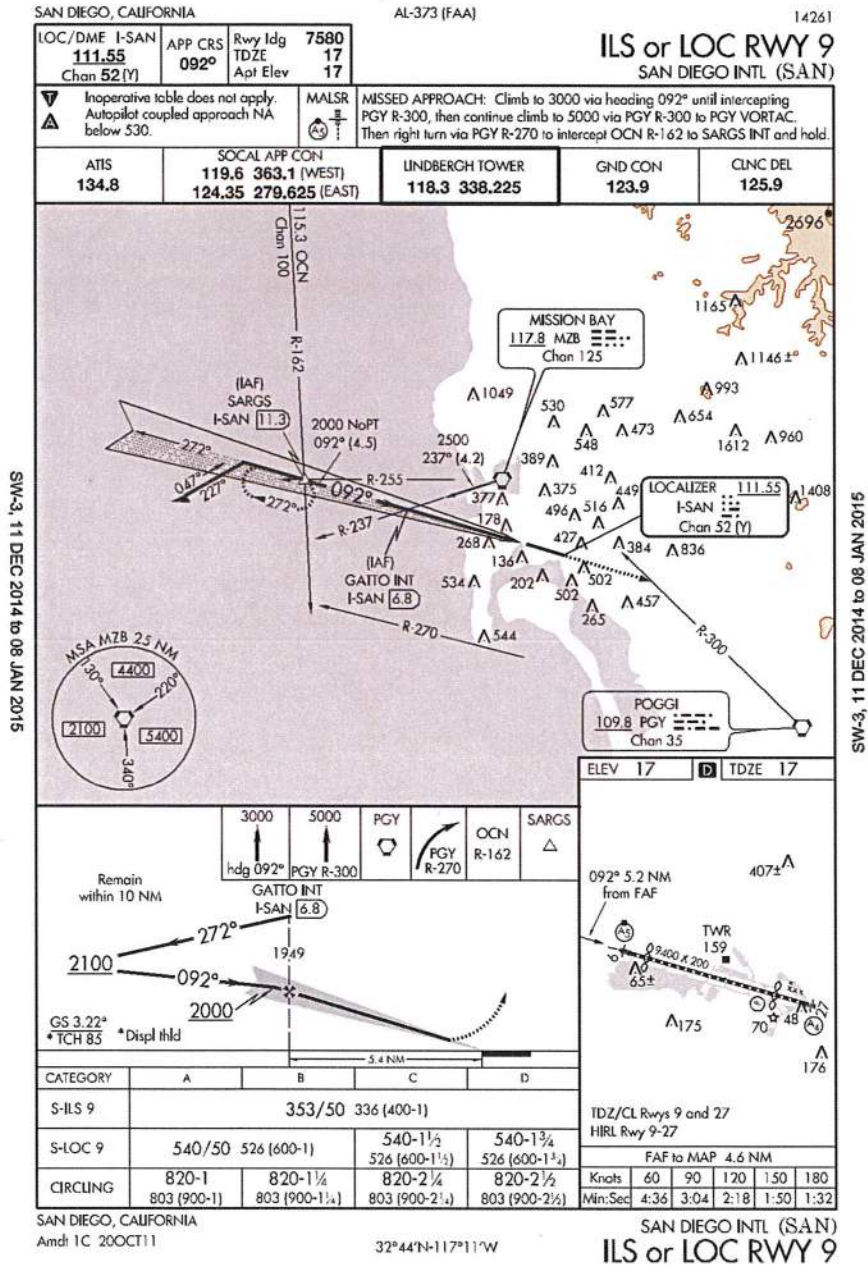 SAN DIEGO, CALIFORNIA
AL-373 (FAA)
14261
LOC/DME I-SAN
111.55
Chan 52(Y)
APP CRS
092°
Rwy ldg 7580
TDZE 17
Apt Elev 17
ILS or LOC RWY 9
SAN DIEGO INTL (SAN)
T
A
Inoperative table does not apply.
Autopilot coupled approach NA
below 530.
MALSR
A5
MISSED APPROACH: Climb to 3000 via heading 092° until intercepting
PGY R-300, then continue climb to 5000 via PGY R-300 to PGY VORTAC.
Then right turn via PGY R-270 to intercept OCN R-162 to SARGS INT and hold.
ATIS
134.8
SOCAL APP CON
119.6 363.1 (WEST)
124.35 279.625 (EAST)
LINDBERGH TOWER
118.3 338.225
GND CON
123.9
CLNC DEL
125.9
115.3 OCN
Chan 100
R-162
2696
1165
MISSION BAY
117.8 MZB
Chan 125
1146±
1049
993
(IAF)
SARGS
I-SAN 11.3
2000 NoPT
092° (4.5)
530
577
654
548
473
1612
960
2500
237° (4.2)
389
412
272°
047°
227°
272°
092°
R-255
R-237
377
375
449
LOCALIZER 111.55
I-SAN
Chan 52 (Y)
1408
496
516
178
427
384
836
268
136
(IAF)
GATTO INT
I-SAN 6.8
534
202
502
502
265
457
R-270
544
R-300
MSA MZB 25 NM
130°
4400
220°
2100
5400
340°
POGGI
109.8 PGY
Chan 35
ELEV 17
D
TDZE 17
3000
hdg 092°
5000
PGY R-300
PGY
PGY
R-270
OCN
R-162
SARGS
Remain
within 10 NM
GATTO INT
I-SAN 6.8
272°
1949
2100
092°
2000
GS 3.22°
* TCH 85
*Displ thld
5.4 NM
092° 5.2 NM
from FAF
407±
A5
TWR
159
9
9400 X 200
65±
27
175
70
48
176
TDZ/CL Rwys 9 and 27
HIRL Rwy 9-27
CATEGORY A B C D
S-ILS 9 353/50 336 (400-1)
S-LOC 9 540/50 526 (600-1) 540-1½ 526 (600-1½) 540-1¾ 526 (600-1¾)
CIRCLING 820-1 803 (900-1) 820-1¼ 803 (900-1¼) 820-2¼ 803 (900-2¼) 820-2½ 803 (900-2½)
FAF to MAP 4.6 NM
Knots 60 90 120 150 180
Min:Sec 4:36 3:04 2:18 1:50 1:32
SAN DIEGO, CALIFORNIA
Amdt 1C 20OCT11
32°44'N-117°11'W
SAN DIEGO INTL (SAN)
ILS or LOC RWY 9
SW-3, 11 DEC 2014 to 08 JAN 2015
SW-3, 11 DEC 2014 to 08 JAN 2015